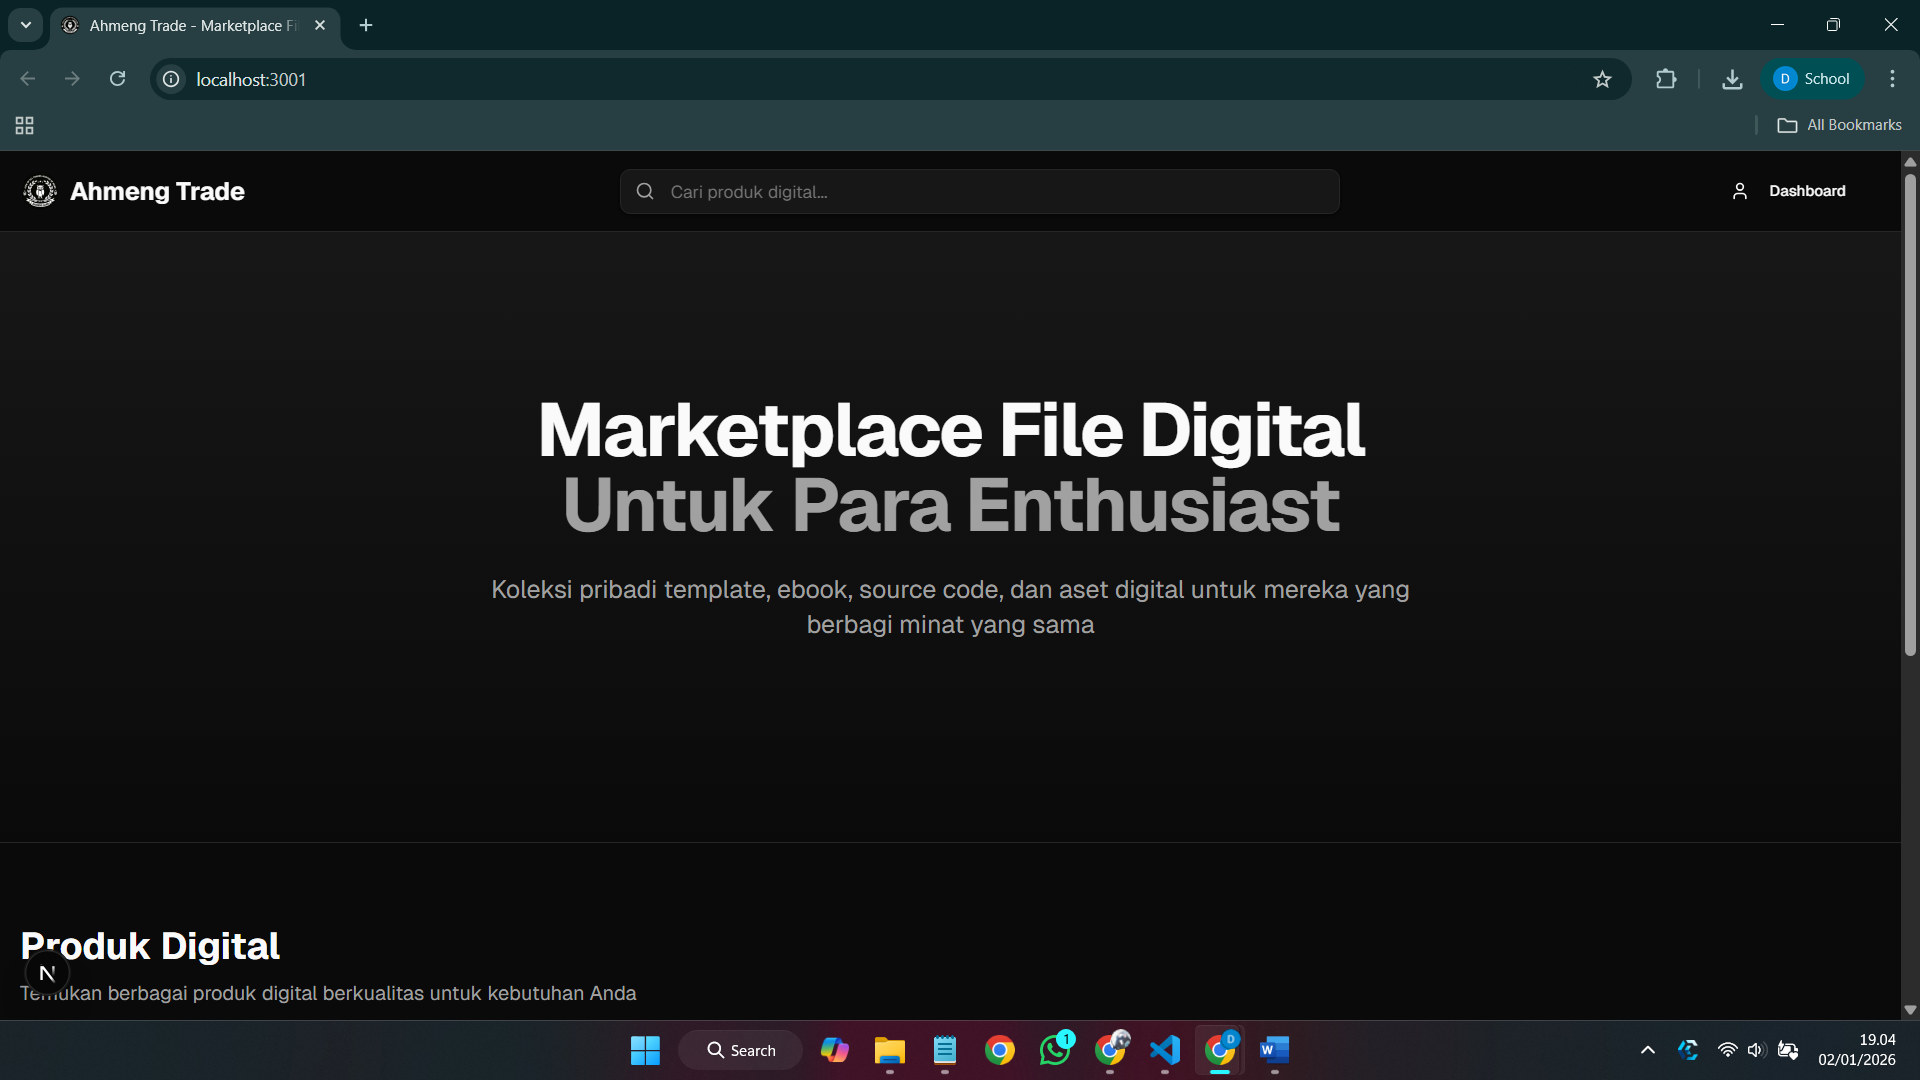 Ahmeng Trade - Marketplace Fi
localhost:3001
D
School
All Bookmarks
Ahmeng Trade
Cari produk digital...
Dashboard
Marketplace File Digital
Untuk Para Enthusiast
Koleksi pribadi template, ebook, source code, dan aset digital untuk mereka yang
berbagi minat yang sama
Produk Digital
N
Temukan berbagai produk digital berkualitas untuk kebutuhan Anda
Search
1
D
W
19.04
02/01/2026